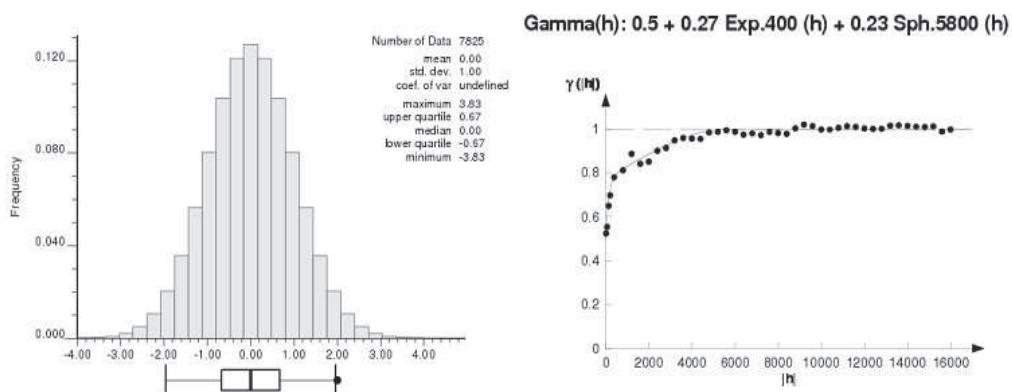 Gamma(h): 0.5 + 0.27 Exp.400 (h) + 0.23 Sph.5800 (h)
Number of Data 7825
mean 0.00
std. dev. 1.00
coef. of var undefined
maximum 3.83
upper quartile 0.67
median 0.00
lower quartile -0.67
minimum -3.83
Frequency
0.120
0.080
0.040
0.000
-4.00 -3.00 -2.00 -1.00 0.00 1.00 2.00 3.00 4.00
γ(|h|)
1
0.8
0.6
0.4
0.2
0
0 2000 4000 6000 8000 10000 12000 14000 16000
|h|